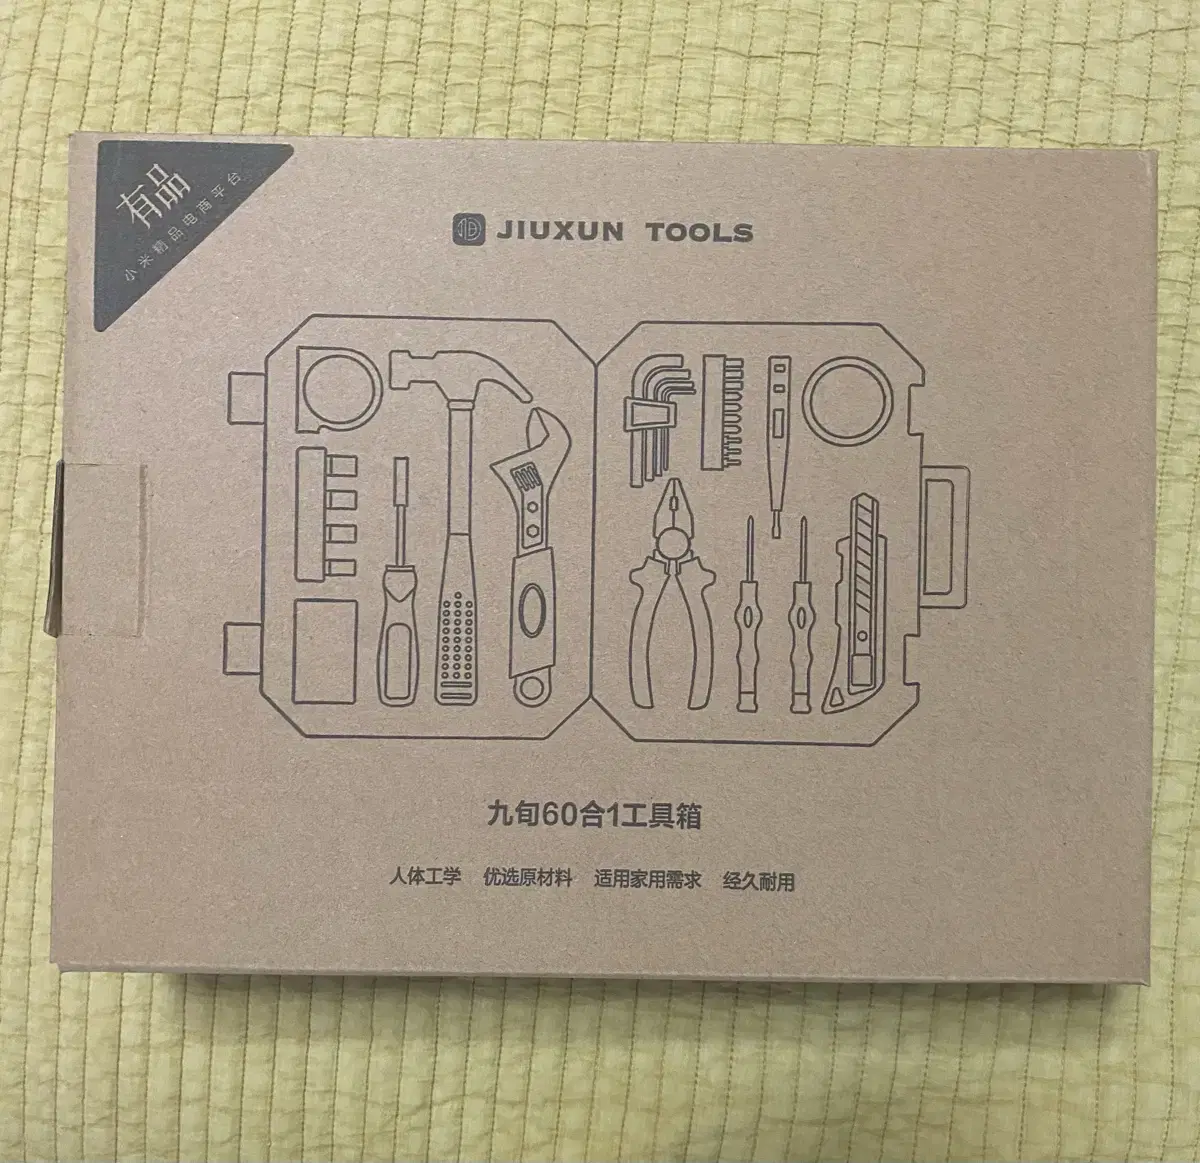 有品
小米精品电商平台
JIUXUN TOOLS
九旬60合1工具箱
人体工学 优选原材料 适用家用需求 经久耐用